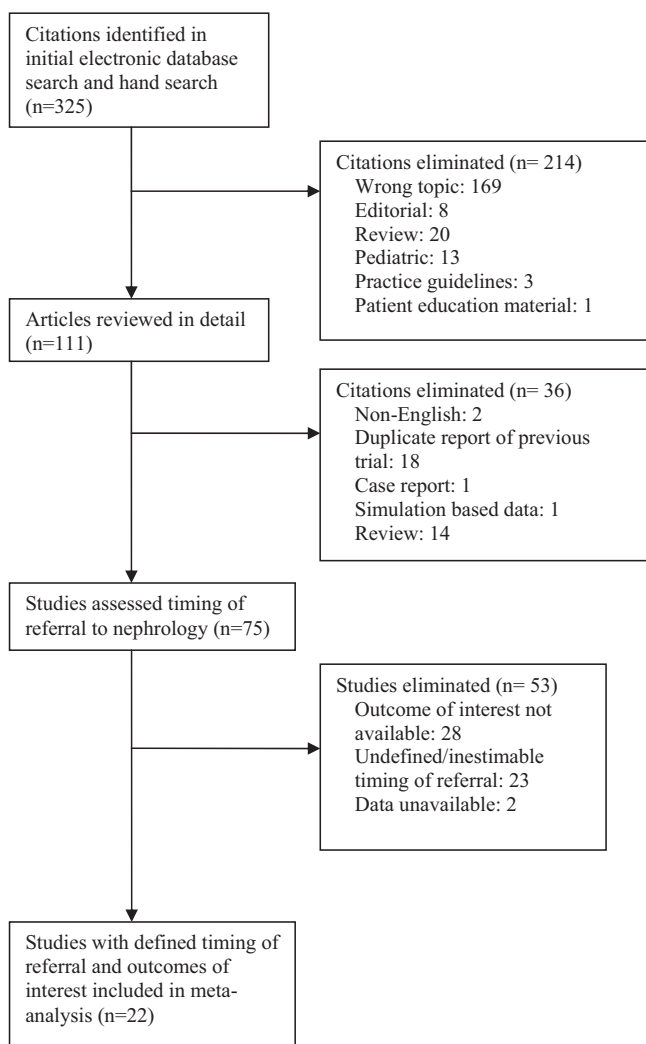 Citations identified in
initial electronic database
search and hand search
(n=325)
Citations eliminated (n= 214)
Wrong topic: 169
Editorial: 8
Review: 20
Pediatric: 13
Practice guidelines: 3
Patient education material: 1
Articles reviewed in detail
(n=111)
Citations eliminated (n= 36)
Non-English: 2
Duplicate report of previous
trial: 18
Case report: 1
Simulation based data: 1
Review: 14
Studies assessed timing of
referral to nephrology (n=75)
Studies eliminated (n= 53)
Outcome of interest not
available: 28
Undefined/inestimable
timing of referral: 23
Data unavailable: 2
Studies with defined timing of
referral and outcomes of
interest included in meta-
analysis (n=22)